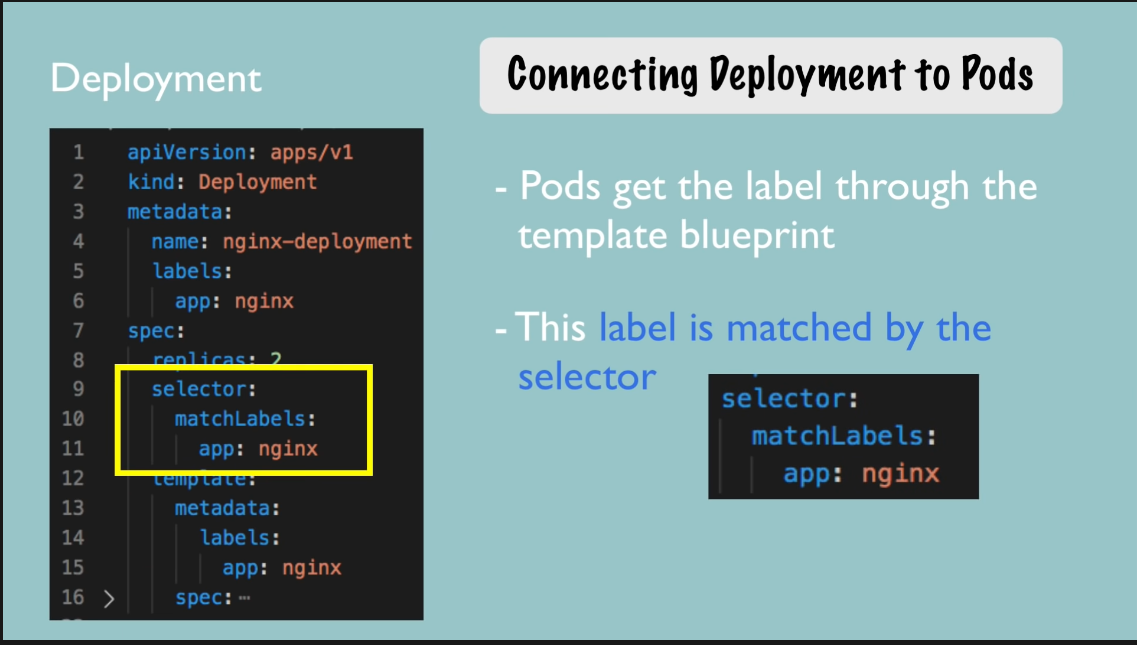 Deployment
1 apiVersion: apps/v1
2 kind: Deployment
3 metadata:
4 name: nginx-deployment
5 labels:
6 app: nginx
7 spec:
8 replicas: 2
9 selector:
10 matchLabels:
11 app: nginx
12 template:
13 metadata:
14 labels:
15 app: nginx
16 > spec:⋯
Connecting Deployment to Pods
- Pods get the label through the
template blueprint
- This label is matched by the
selector
selector:
matchLabels:
app: nginx